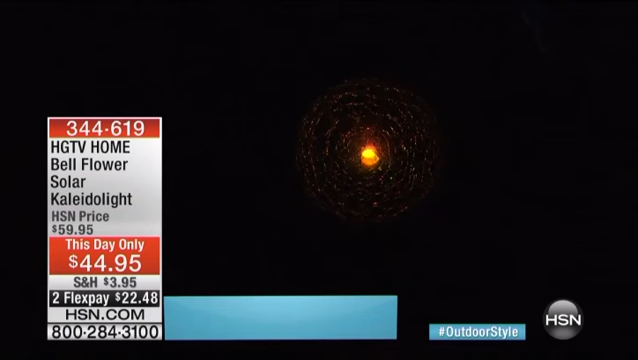 344-619
HGTV HOME
Bell Flower
Solar
Kaleidolight
HSN Price
$59.95
This Day Only
$44.95
S&H $3.95
2 Flexpay $22.48
HSN.COM
800-284-3100
#OutdoorStyle
HSN